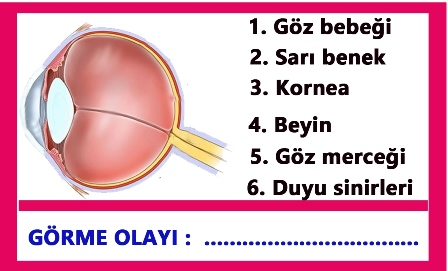 1. Göz bebeği
2. Sarı benek
3. Kornea
4. Beyin
5. Göz merceği
6. Duyu sinirleri
GÖRME OLAYI : ..................................